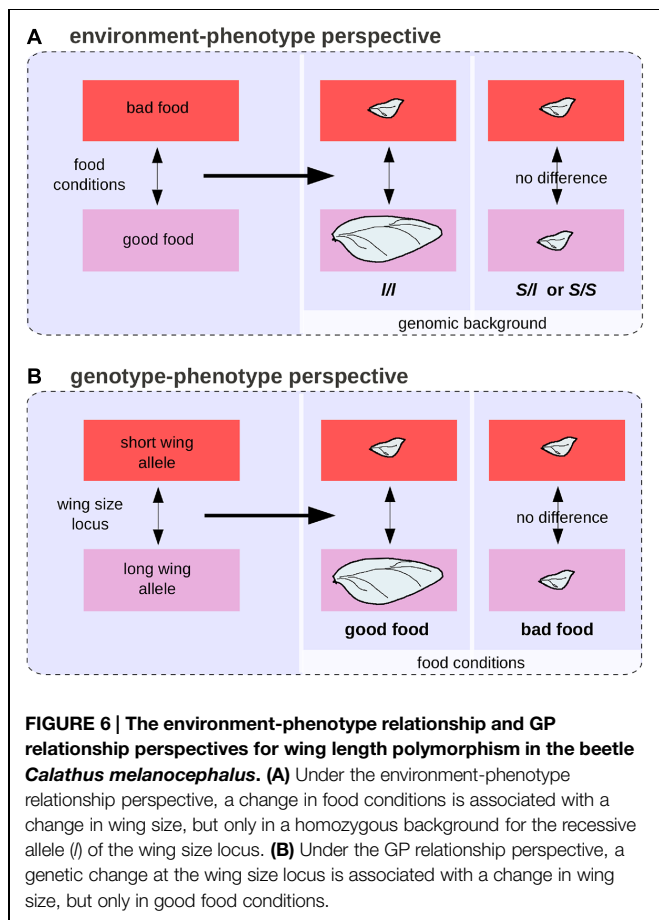 A environment-phenotype perspective
bad food
food
conditions
good food
no difference
l/l
S/l or S/S
genomic background
B genotype-phenotype perspective
short wing
allele
wing size
locus
long wing
allele
no difference
good food
bad food
food conditions
FIGURE 6 | The environment-phenotype relationship and GP
relationship perspectives for wing length polymorphism in the beetle
Calathus melanocephalus. (A) Under the environment-phenotype
relationship perspective, a change in food conditions is associated with a
change in wing size, but only in a homozygous background for the recessive
allele (l) of the wing size locus. (B) Under the GP relationship perspective, a
genetic change at the wing size locus is associated with a change in wing
size, but only in good food conditions.